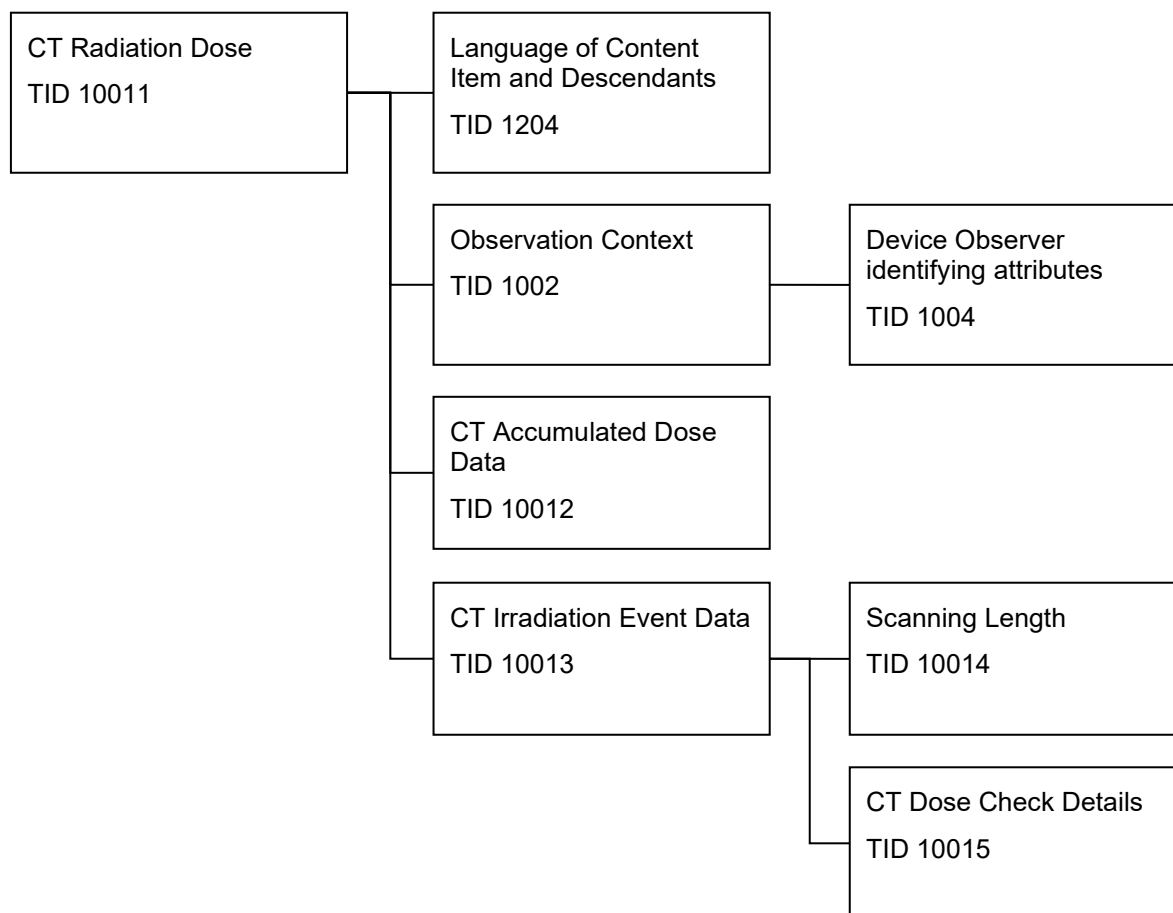 CT Radiation Dose
TID 10011
Language of Content
Item and Descendants
TID 1204
Observation Context
TID 1002
Device Observer
identifying attributes
TID 1004
CT Accumulated Dose
Data
TID 10012
CT Irradiation Event Data
TID 10013
Scanning Length
TID 10014
CT Dose Check Details
TID 10015